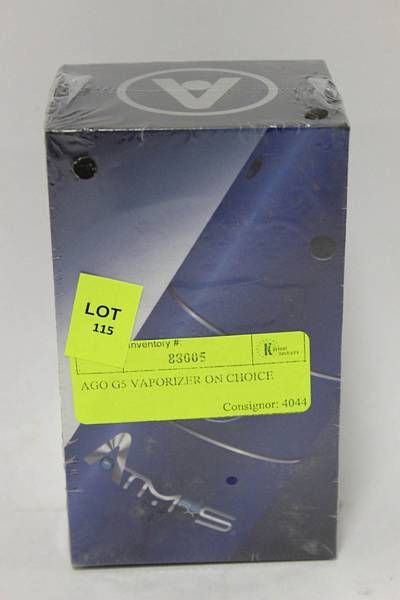 LOT
115
Inventory #:
83005
AGO G5 VAPORIZER ON CHOICE
Consignor: 4044
ATMOS